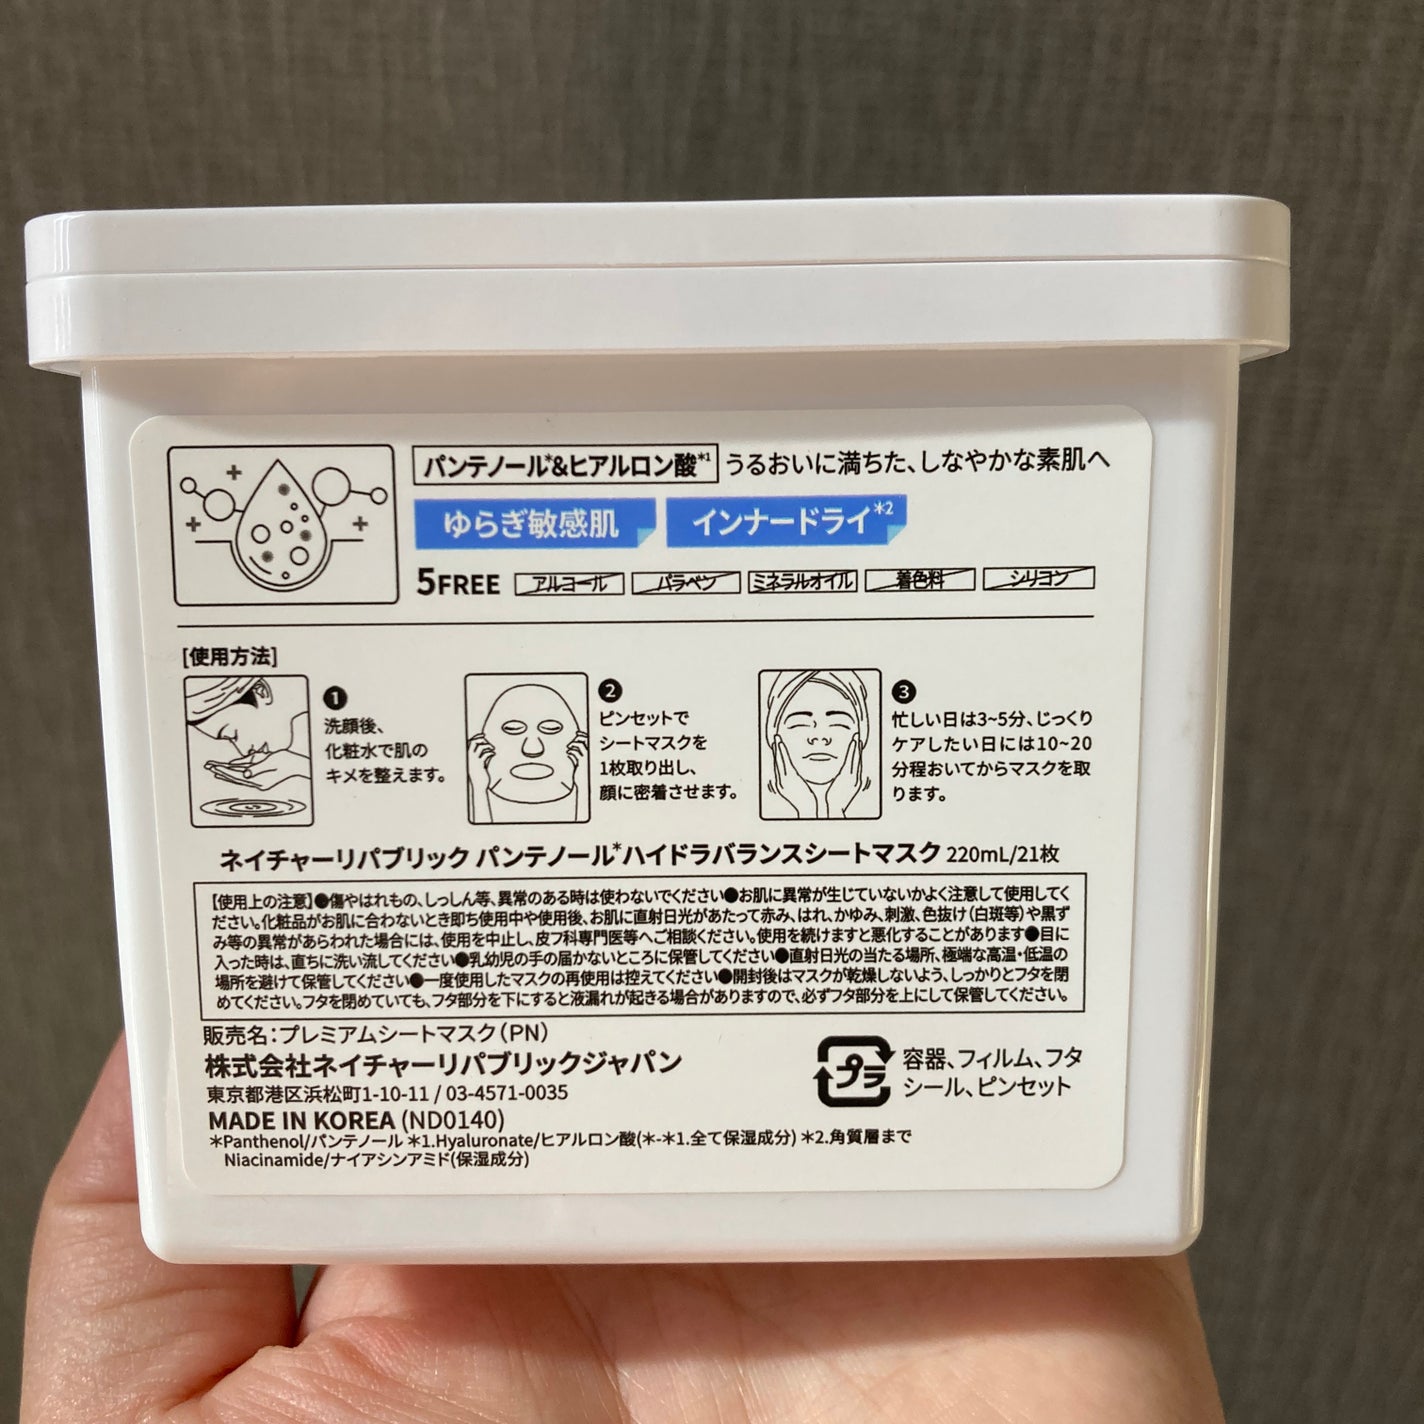 パンテノール*&ヒアルロン酸*1 うるおいに満ちた、しなやかな素肌へ
ゆらぎ敏感肌 インナードライ*2
5FREE アルコール パラベン ミネラルオイル 着色料 シリコン
[使用方法]
1
洗顔後、
化粧水で肌の
キメを整えます。
2
ピンセットで
シートマスクを
1枚取り出し、
顔に密着させます。
3
忙しい日は3~5分、じっくり
ケアしたい日には10~20
分程おいてからマスクを取
ります。
ネイチャーリパブリック パンテノール*ハイドラバランスシートマスク 220mL/21枚
【使用上の注意】●傷やはれもの、しっしん等、異常のある時は使わないでください●お肌に異常が生じていないかよく注意して使用してく
ださい。化粧品がお肌に合わないとき即ち使用中や使用後、お肌に直射日光があたって赤み、はれ、かゆみ、刺激、色抜け(白斑等)や黒ず
み等の異常があらわれた場合には、使用を中止し、皮フ科専門医等へご相談ください。使用を続けますと悪化することがあります●目に
入った時は、直ちに洗い流してください●乳幼児の手の届かないところに保管してください●直射日光の当たる場所、極端な高温・低温の
場所を避けて保管してください●一度使用したマスクの再使用は控えてください●開封後はマスクが乾燥しないよう、しっかりとフタを閉
めてください。フタを閉めていても、フタ部分を下にすると液漏れが起きる場合がありますので、必ずフタ部分を上にして保管してください。
販売名:プレミアムシートマスク(PN)
株式会社ネイチャーリパブリックジャパン
東京都港区浜松町1-10-11 / 03-4571-0035
MADE IN KOREA (ND0140)
*Panthenol/パンテノール *1.Hyaluronate/ヒアルロン酸(*-*1.全て保湿成分) *2.角質層まで
Niacinamide/ナイアシンアミド(保湿成分)
プラ
容器、フィルム、フタ
シール、ピンセット